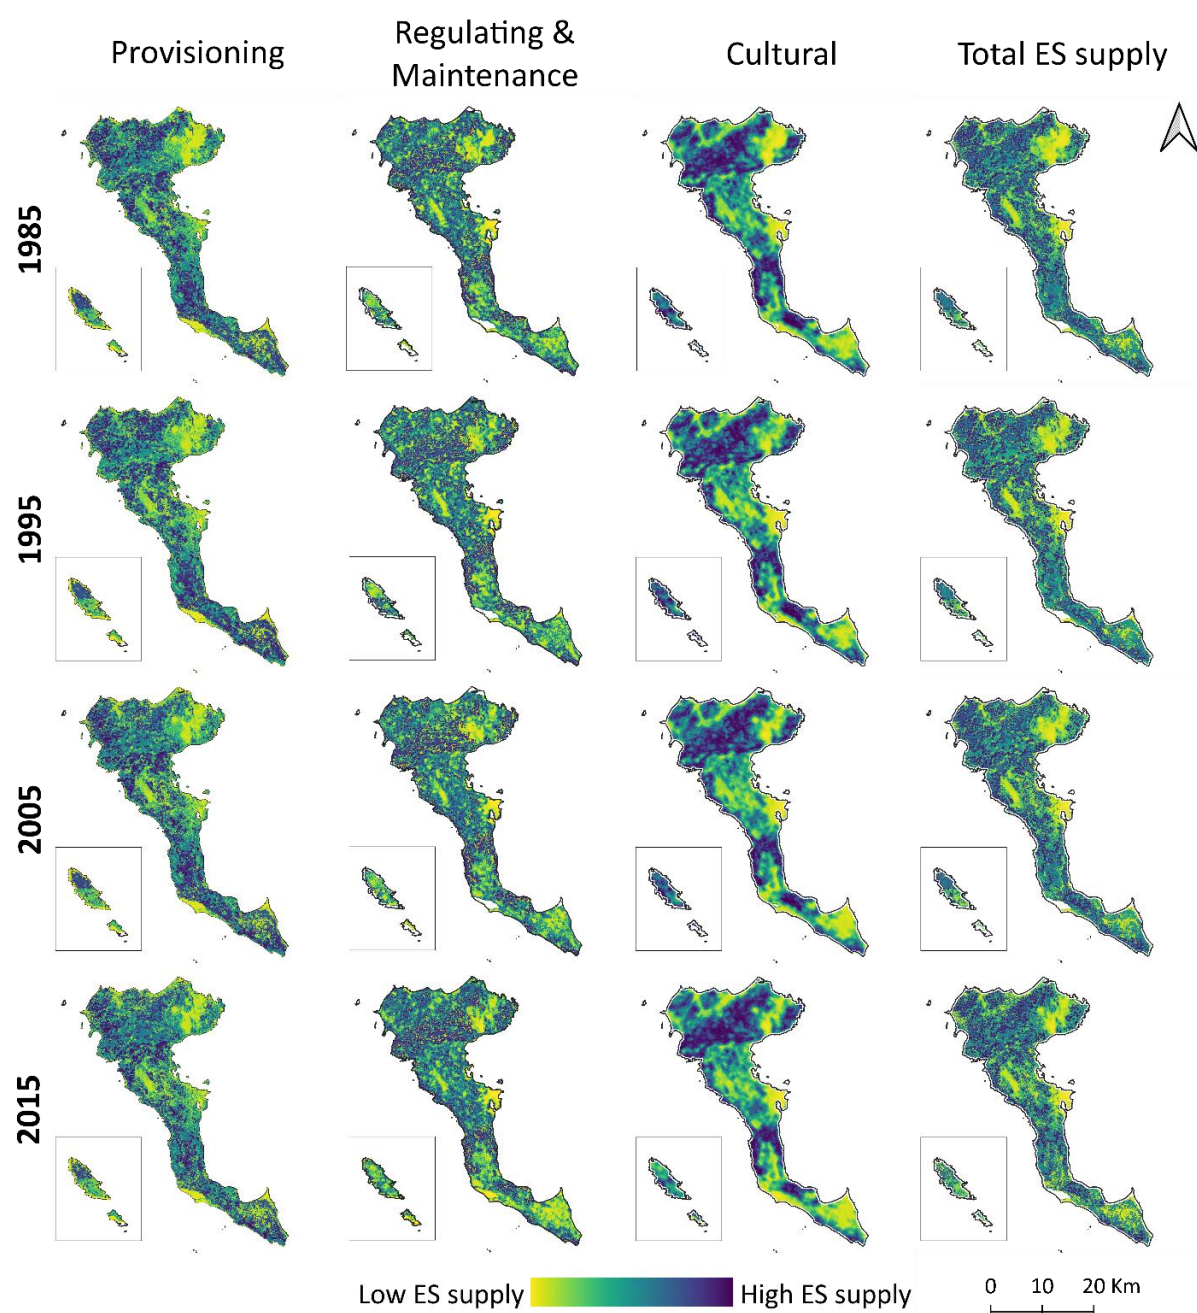 Provisioning
Regulating &
Maintenance
Cultural
Total ES supply
1985
1995
2005
2015
Low ES supply
High ES supply
0 10 20 Km